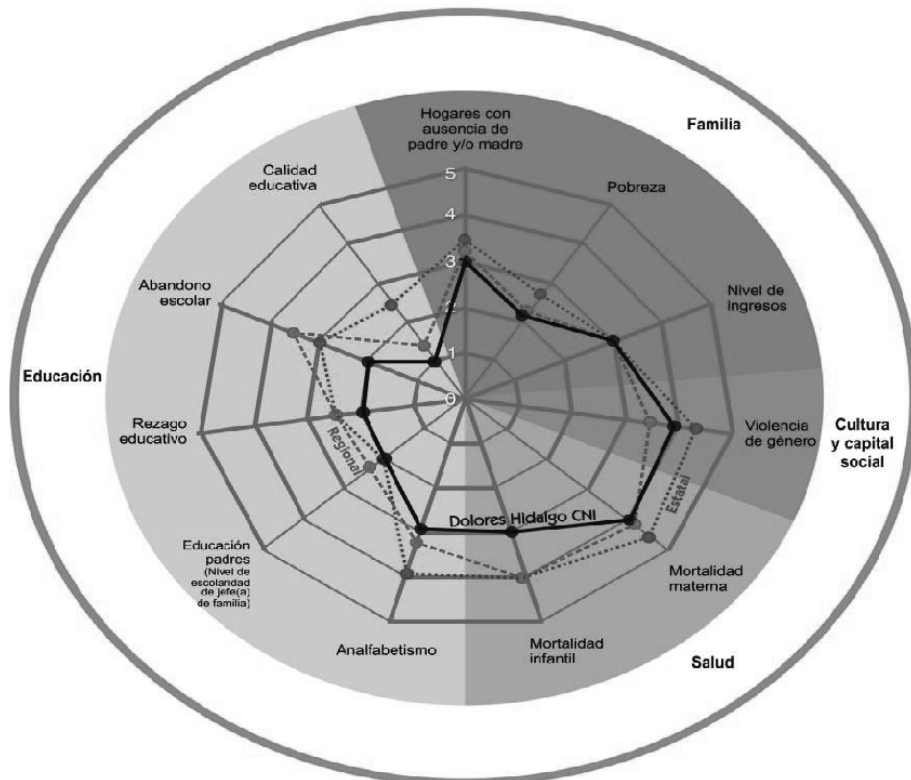 Hogares con
ausencia de
padre y/o madre
Familia
Calidad
educativa
Pobreza
5
4
3
2
1
0
Abandono
escolar
Nivel de
ingresos
Educación
Rezago
educativo
Violencia
de género
Cultura
y capital
social
Regional
Estatal
Dolores Hidalgo CNI
Educación
padres
(Nivel de
escolaridad
de jefe(a)
de familia)
Mortalidad
materna
Analfabetismo
Mortalidad
infantil
Salud